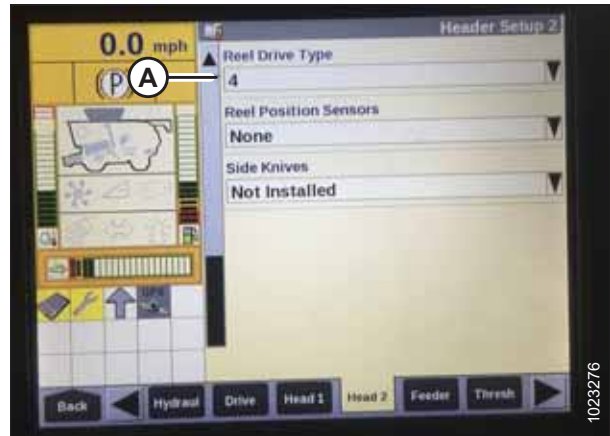 0.0 mph
Header Setup 2
(P)
A
Reel Drive Type
4
Reel Position Sensors
None
Side Knives
Not Installed
GPS
Back
Hydraul
Drive
Head 1
Head 2
Feeder
Thresh
1023276